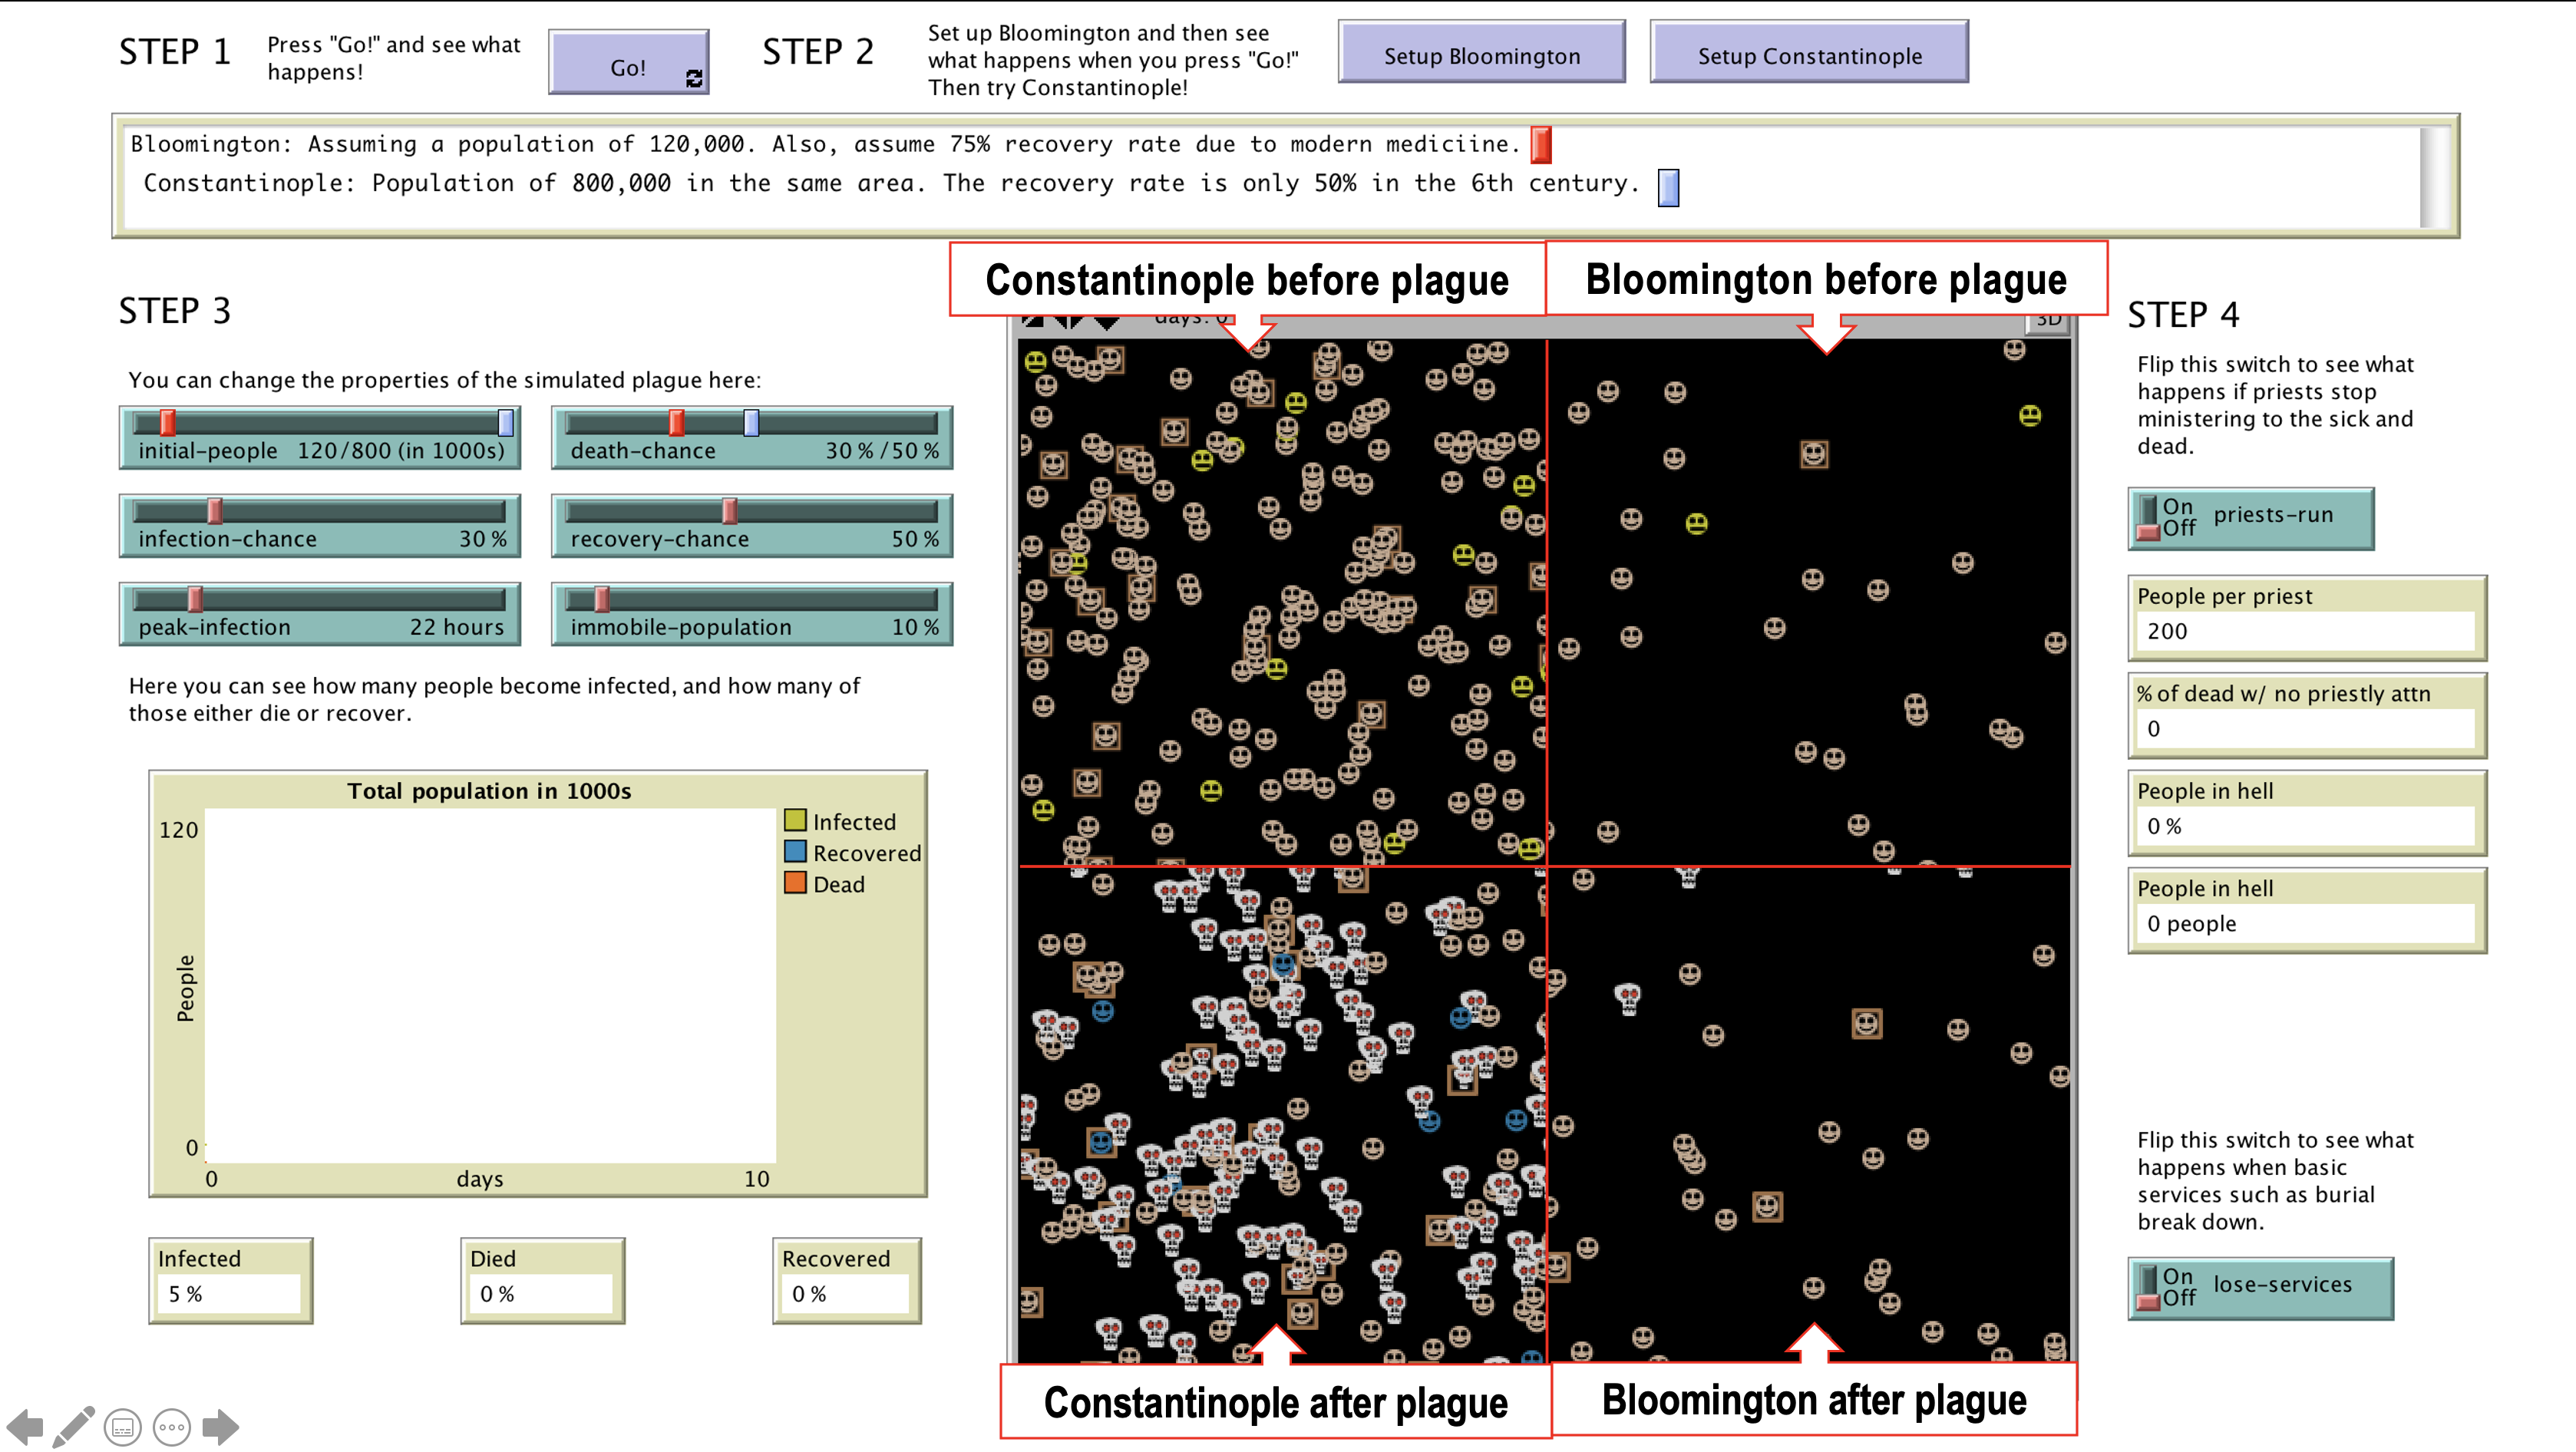 STEP 1
Press "Go!" and see what
happens!
Go!
STEP 2
Set up Bloomington and then see
what happens when you press "Go!"
Then try Constantinople!
Setup Bloomington
Setup Constantinople
Bloomington: Assuming a population of 120,000. Also, assume 75% recovery rate due to modern mediciine.
Constantinople: Population of 800,000 in the same area. The recovery rate is only 50% in the 6th century.
STEP 3
You can change the properties of the simulated plague here:
initial-people 120/800 (in 1000s)
death-chance 30 % / 50 %
infection-chance 30 %
recovery-chance 50 %
peak-infection 22 hours
immobile-population 10 %
Here you can see how many people become infected, and how many of
those either die or recover.
Total population in 1000s
120
People
0
0
days
10
Infected
Recovered
Dead
Infected
5 %
Died
0 %
Recovered
0 %
Constantinople before plague
Bloomington before plague
days: 0
3D
Constantinople after plague
Bloomington after plague
STEP 4
Flip this switch to see what
happens if priests stop
ministering to the sick and
dead.
On
Off
priests-run
People per priest
200
% of dead w/ no priestly attn
0
People in hell
0 %
People in hell
0 people
Flip this switch to see what
happens when basic
services such as burial
break down.
On
Off
lose-services